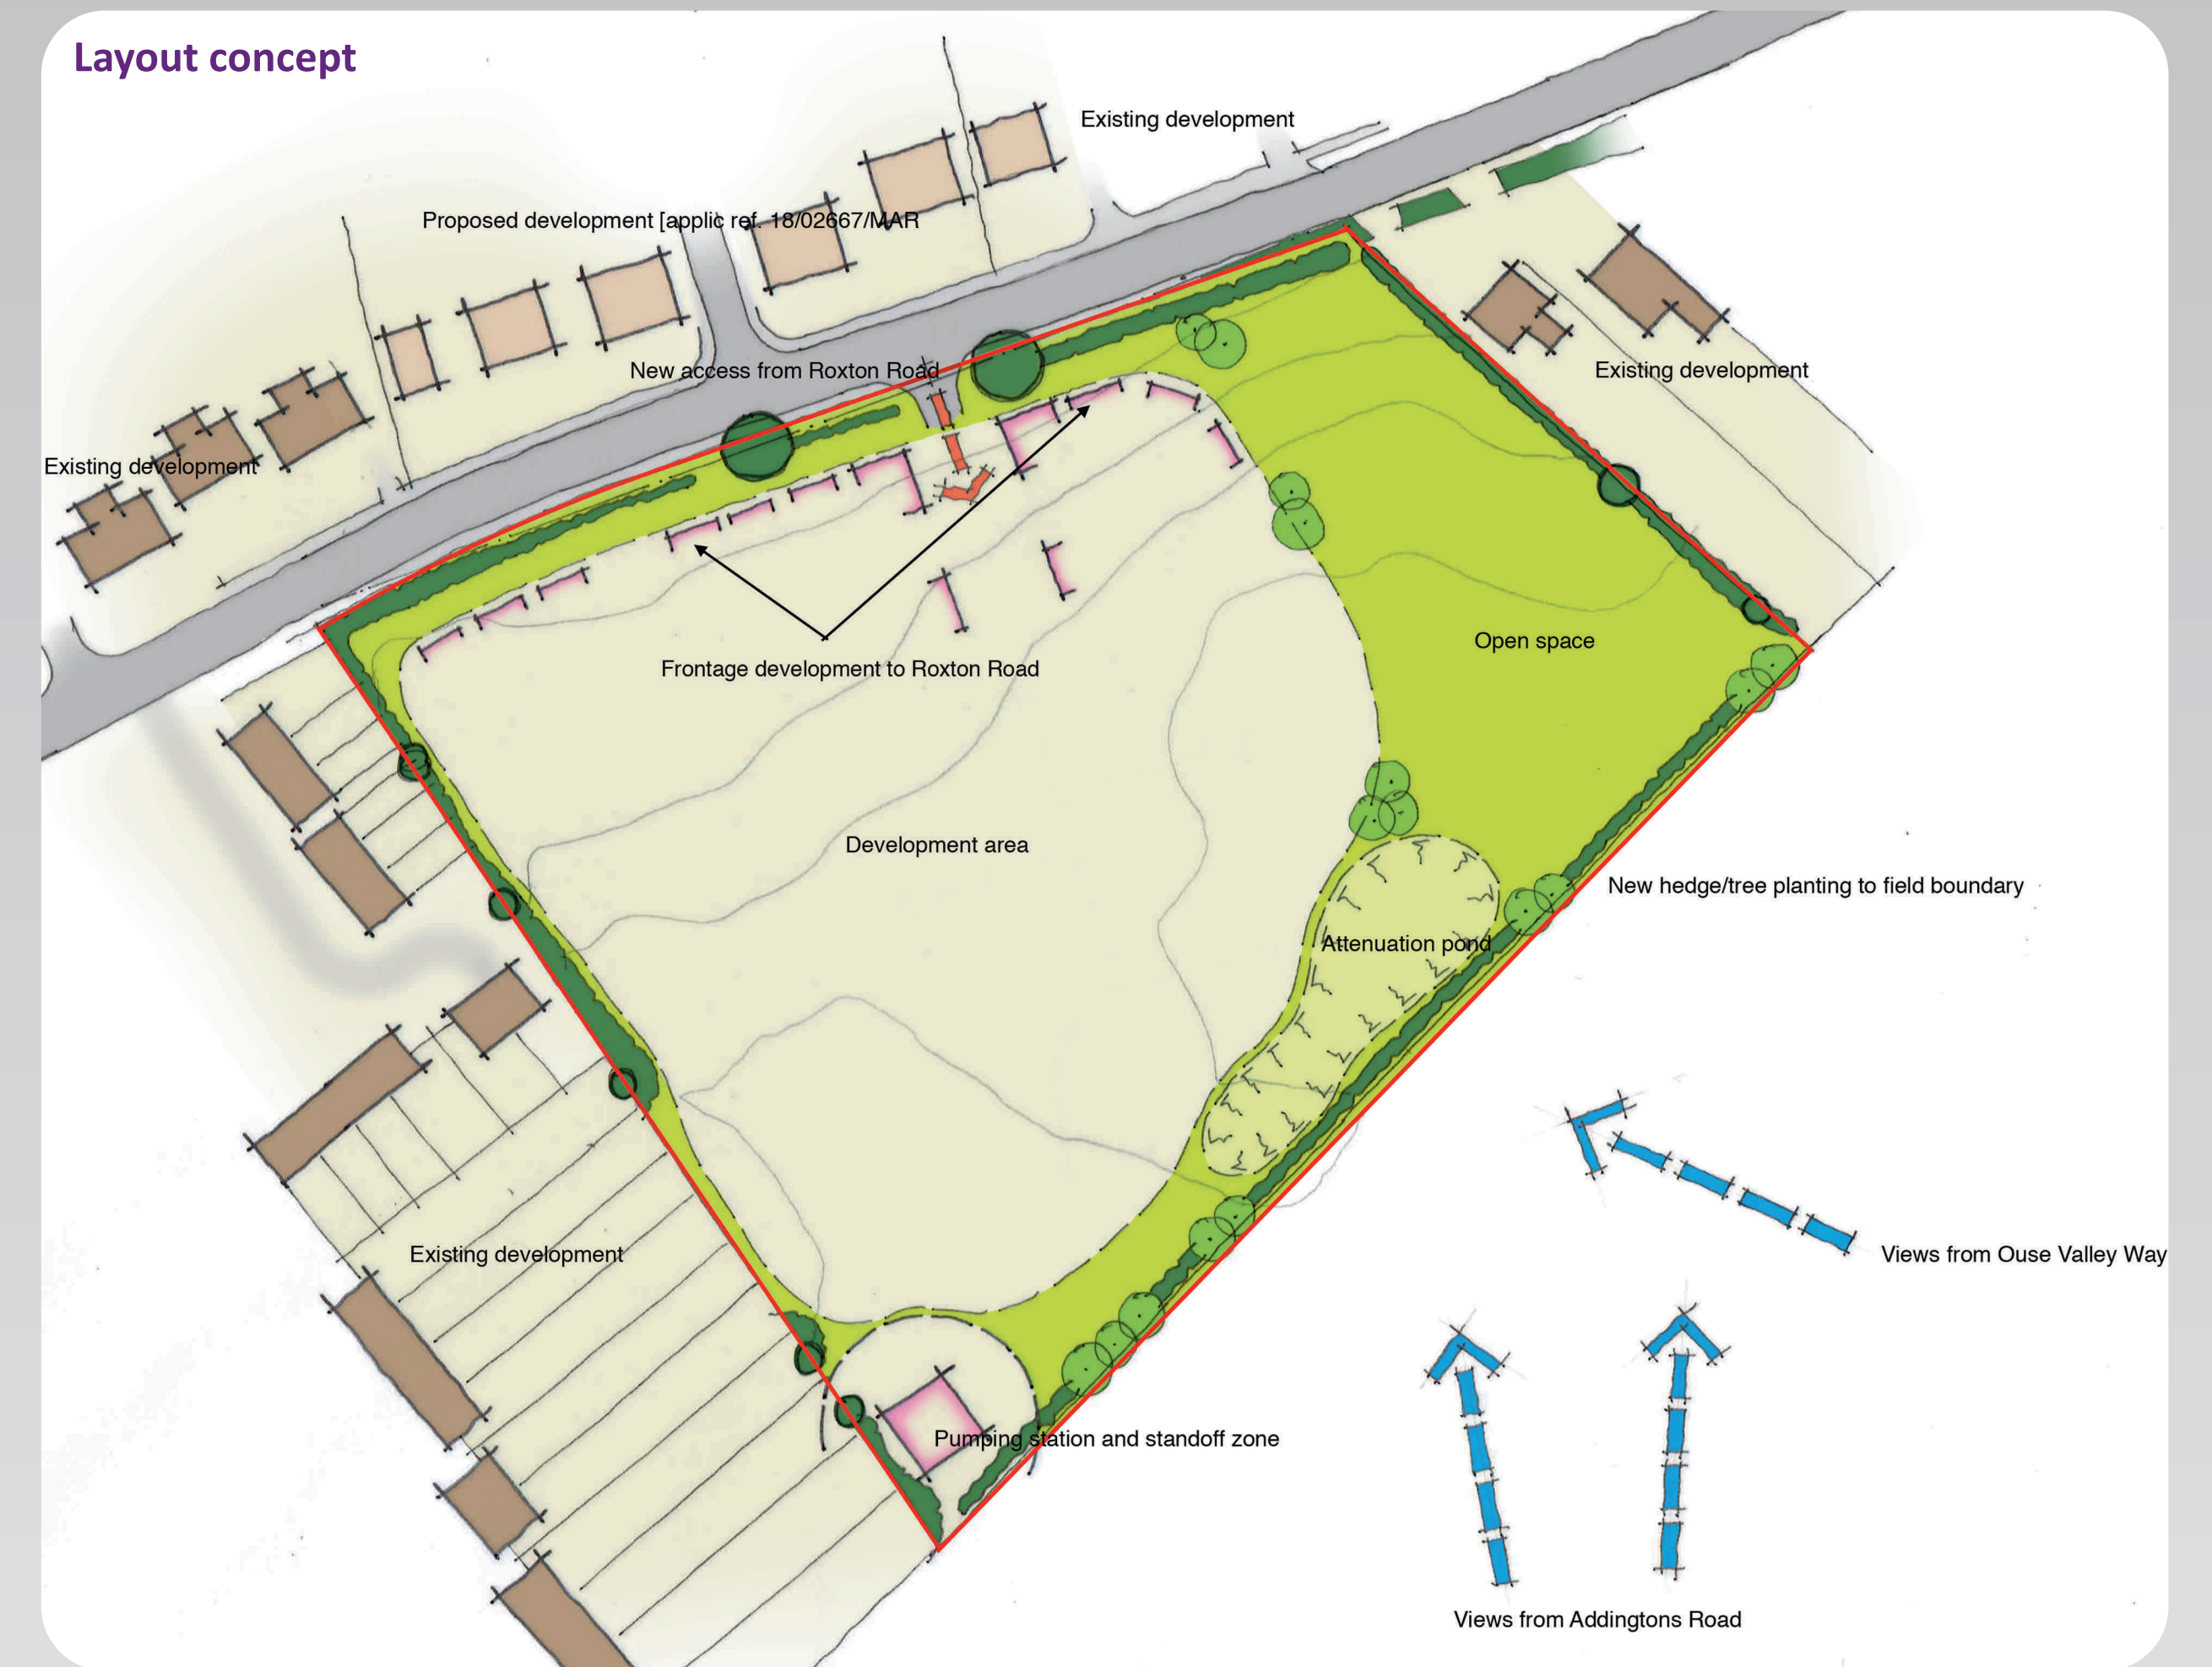 Layout concept
Existing development
Proposed development [applic ref. 18/02667/MAR
New access from Roxton Road
Existing development
Existing development
Frontage development to Roxton Road
Open space
Development area
New hedge/tree planting to field boundary
Attenuation pond
Existing development
Views from Ouse Valley Way
Pumping station and standoff zone
Views from Addingtons Road